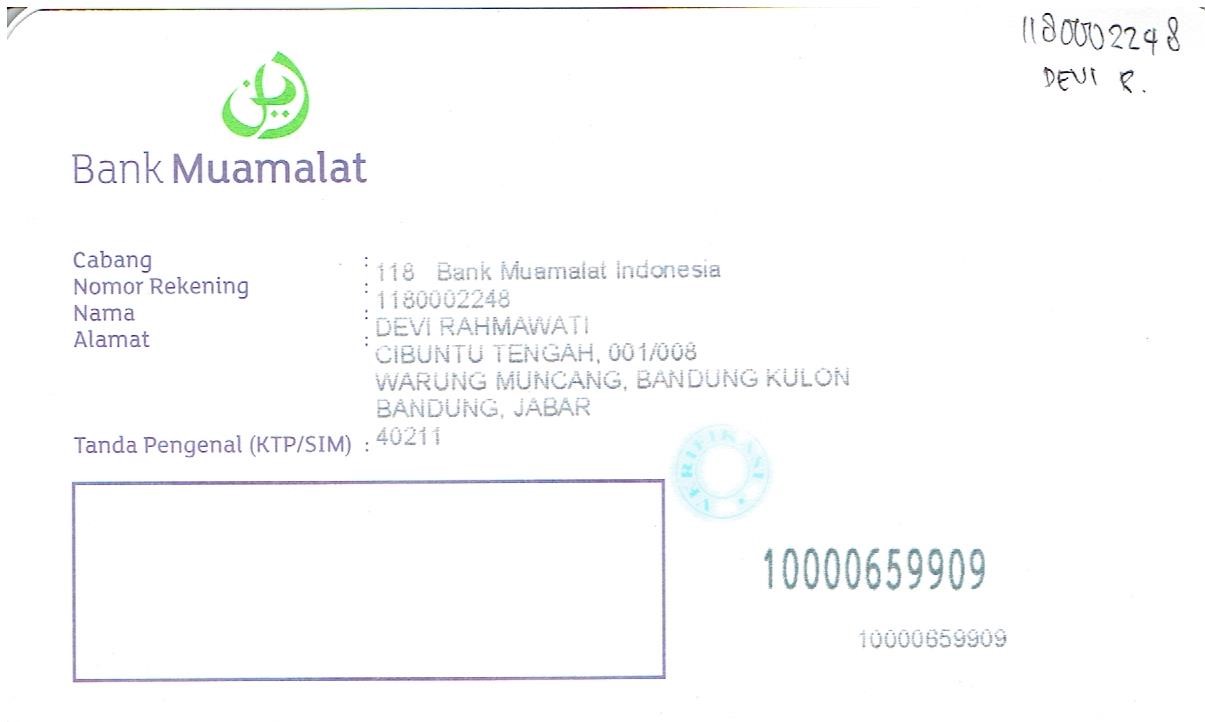 1180002248
DEVI R.
Bank Muamalat
Cabang : 118 Bank Muamalat Indonesia
Nomor Rekening : 1180002248
Nama : DEVI RAHMAWATI
Alamat : CIBUNTU TENGAH, 001/008
WARUNG MUNCANG, BANDUNG KULON
BANDUNG, JABAR
Tanda Pengenal (KTP/SIM) : 40211
VERIFIKASI
10000659909
10000659909